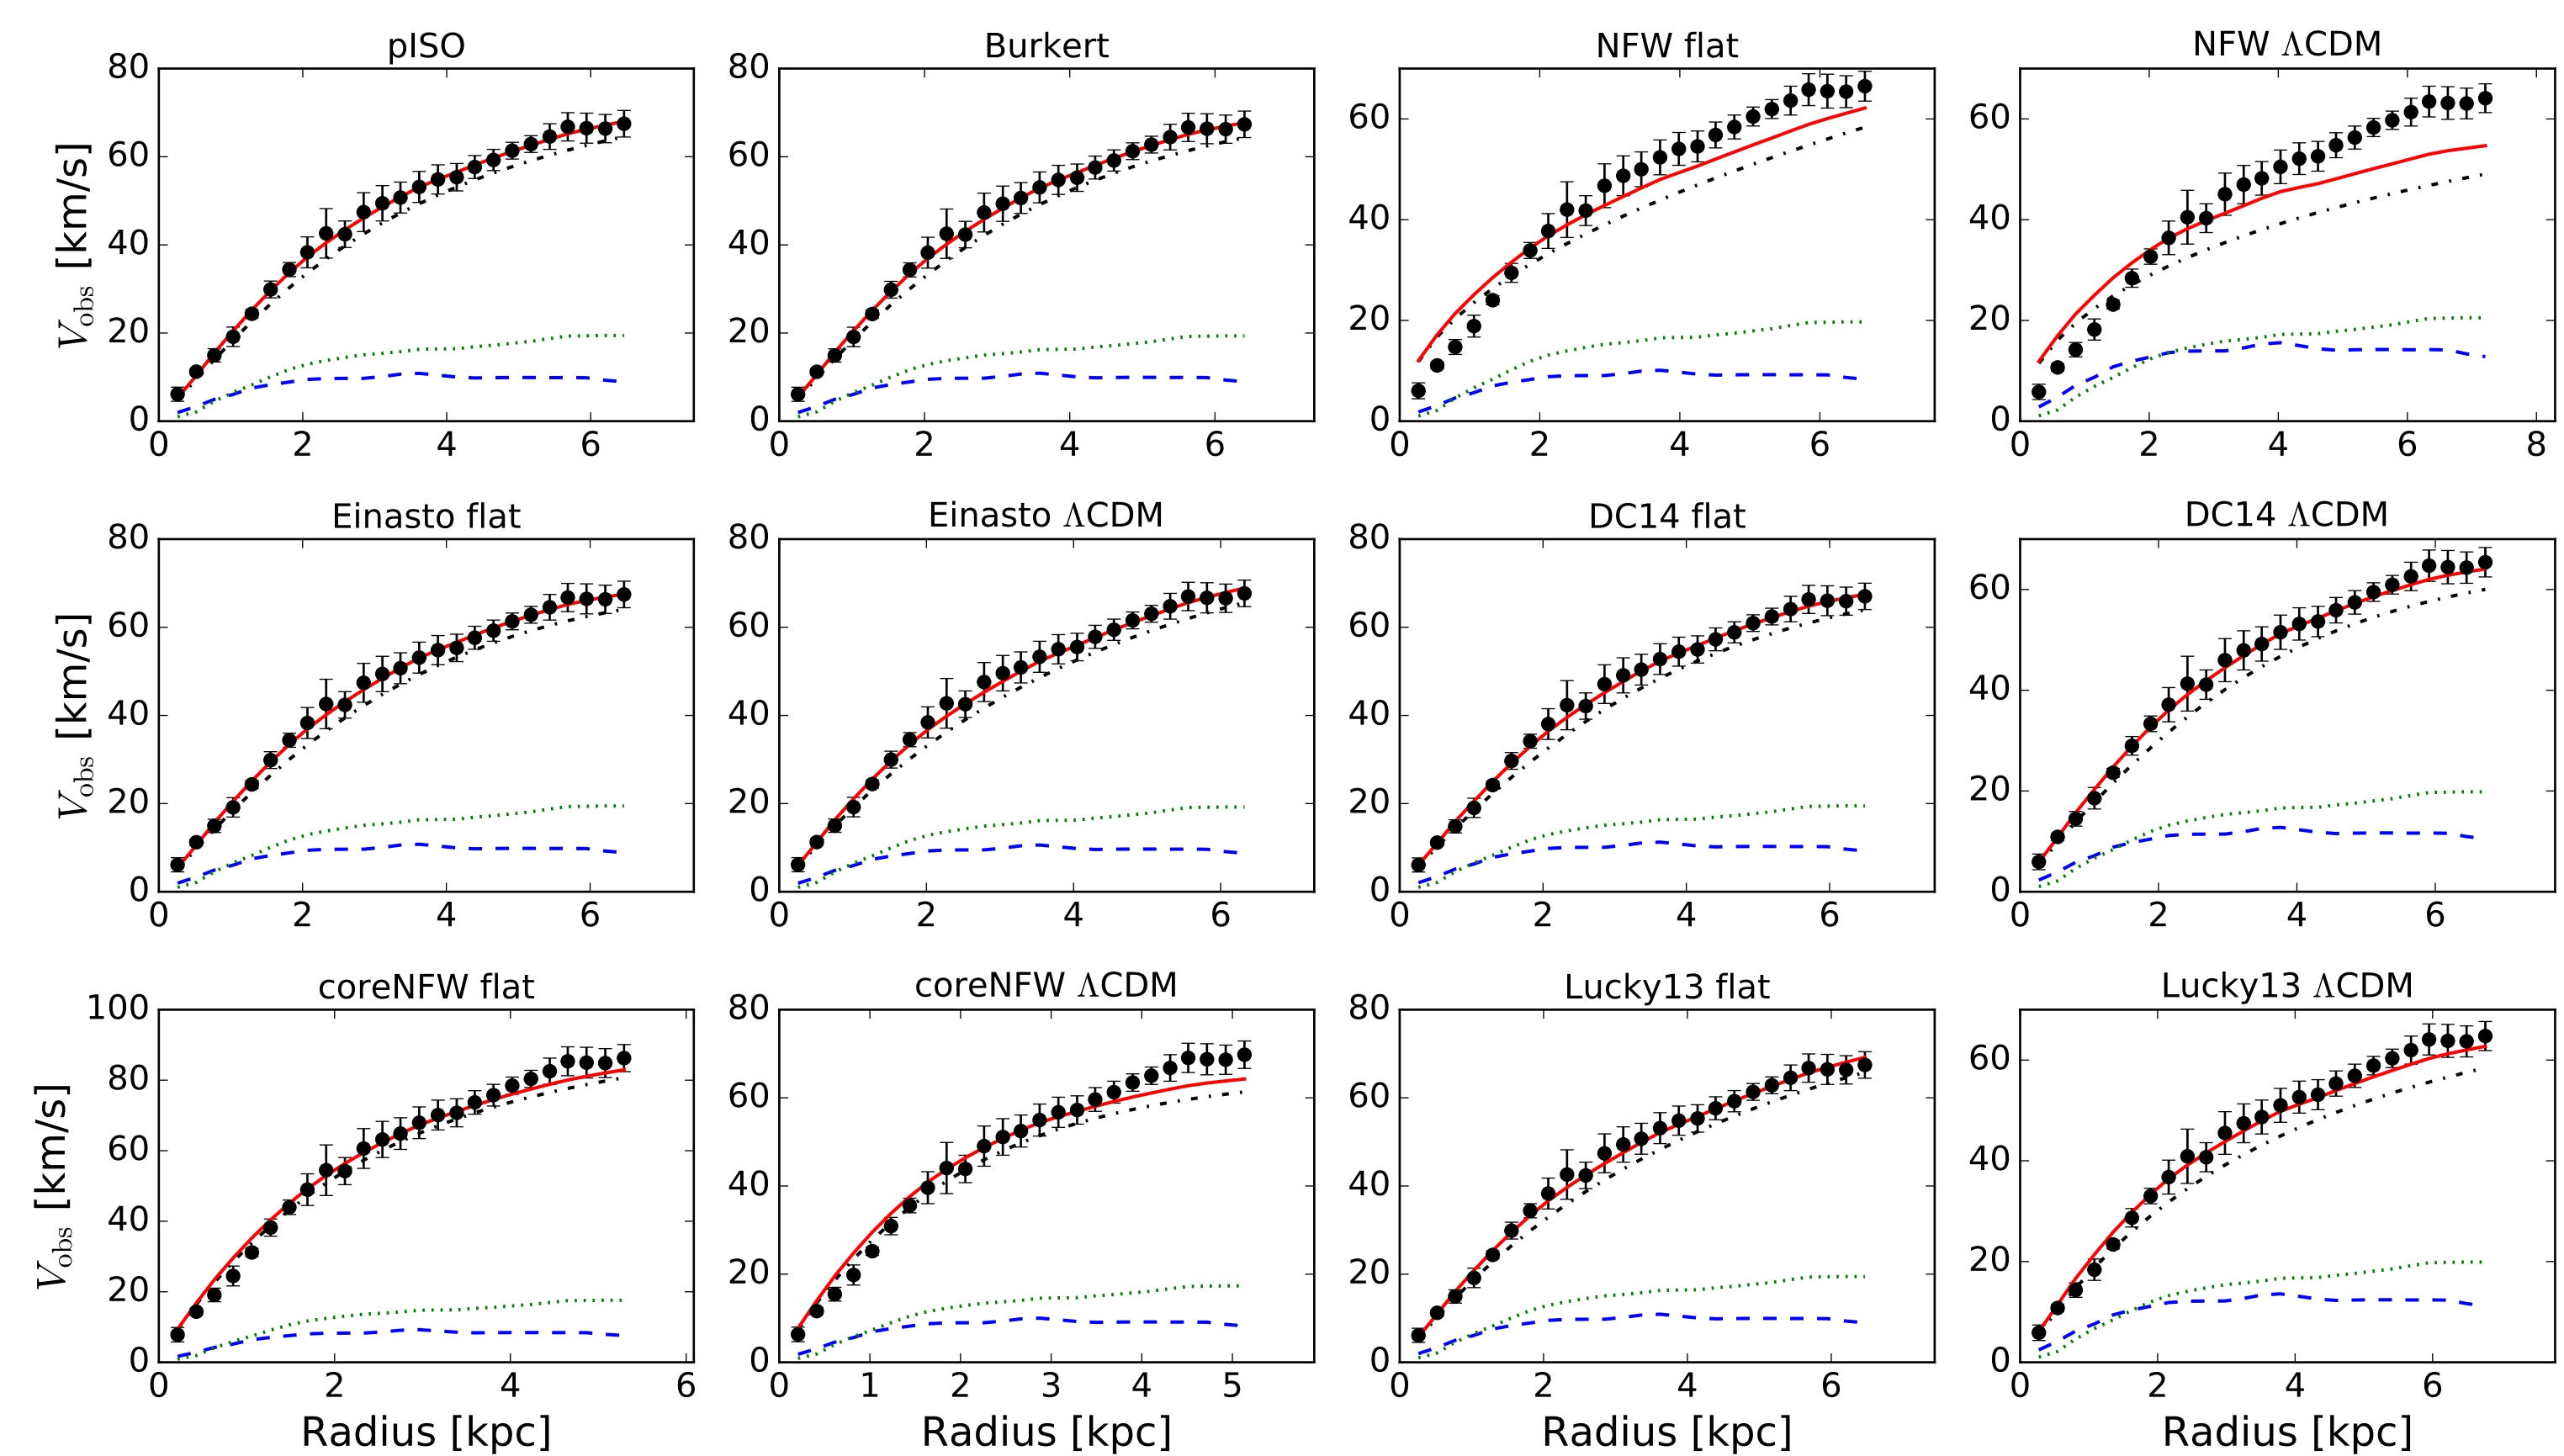 pISO Burkert NFW flat NFW ΛCDM
80 80
60 60 60 60
40 40 40 40
20 20 20 20
0 0 0 0
V_obs [km/s]
0 2 4 6 0 2 4 6 0 2 4 6 0 2 4 6 8
Einasto flat Einasto ΛCDM DC14 flat DC14 ΛCDM
80 80 80
60 60 60 60
40 40 40 40
20 20 20 20
0 0 0 0
V_obs [km/s]
0 2 4 6 0 2 4 6 0 2 4 6 0 2 4 6
coreNFW flat coreNFW ΛCDM Lucky13 flat Lucky13 ΛCDM
100 80 80
80 60 60 60
60 40 40 40
40 20 20 20
20 0 0 0
0
V_obs [km/s]
0 2 4 6 0 1 2 3 4 5 0 2 4 6 0 2 4 6
Radius [kpc] Radius [kpc] Radius [kpc] Radius [kpc]